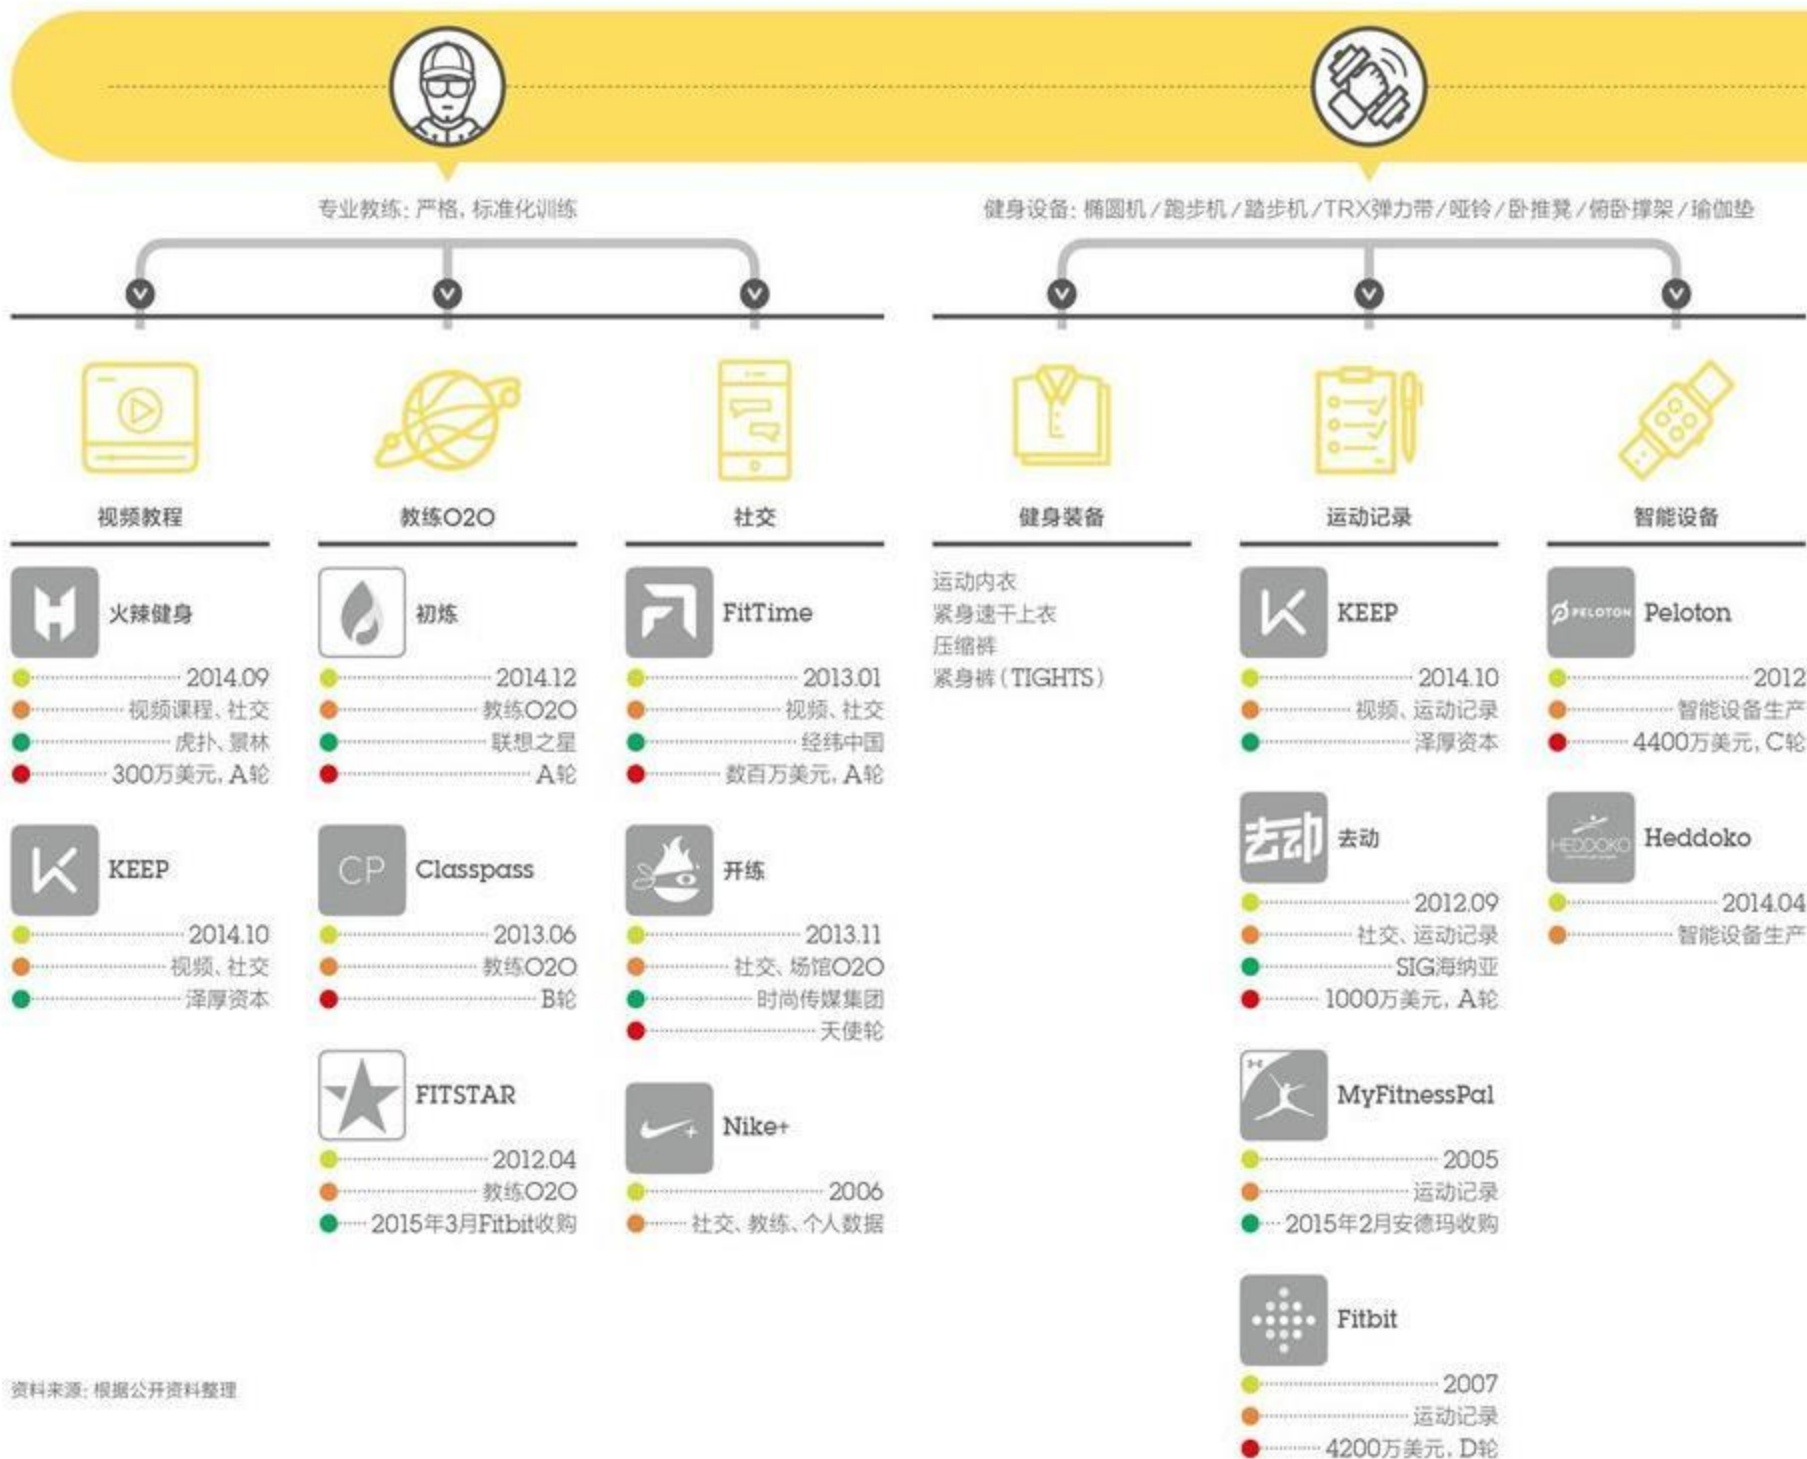 专业教练: 严格, 标准化训练
健身设备: 椭圆机/跑步机/踏步机/TRX弹力带/哑铃/卧推凳/俯卧撑架/瑜伽垫
视频教程
火辣健身
2014.09
视频课程、社交
虎扑、景林
300万美元, A轮
KEEP
2014.10
视频、社交
泽厚资本
教练O2O
初炼
2014.12
教练O2O
联想之星
A轮
CP
Classpass
2013.06
教练O2O
B轮
FITSTAR
2012.04
教练O2O
2015年3月Fitbit收购
社交
FitTime
2013.01
视频、社交
经纬中国
数百万美元, A轮
开练
2013.11
社交、场馆O2O
时尚传媒集团
天使轮
Nike+
2006
社交、教练、个人数据
健身装备
运动内衣
紧身速干上衣
压缩裤
紧身裤(TIGHTS)
运动记录
KEEP
2014.10
视频、运动记录
泽厚资本
去动
去动
2012.09
社交、运动记录
SIG海纳亚
1000万美元, A轮
MyFitnessPal
2005
运动记录
2015年2月安德玛收购
Fitbit
2007
运动记录
4200万美元, D轮
智能设备
PELOTON
Peloton
2012
智能设备生产
4400万美元, C轮
HEDDOKO
Heddoko
2014.04
智能设备生产
资料来源: 根据公开资料整理